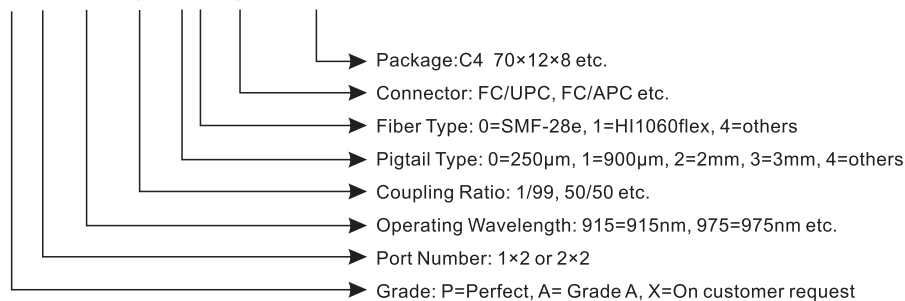 Package:C4 70×12×8 etc.
Connector: FC/UPC, FC/APC etc.
Fiber Type: 0=SMF-28e, 1=HI1060flex, 4=others
Pigtail Type: 0=250μm, 1=900μm, 2=2mm, 3=3mm, 4=others
Coupling Ratio: 1/99, 50/50 etc.
Operating Wavelength: 915=915nm, 975=975nm etc.
Port Number: 1×2 or 2×2
Grade: P=Perfect, A= Grade A, X=On customer request